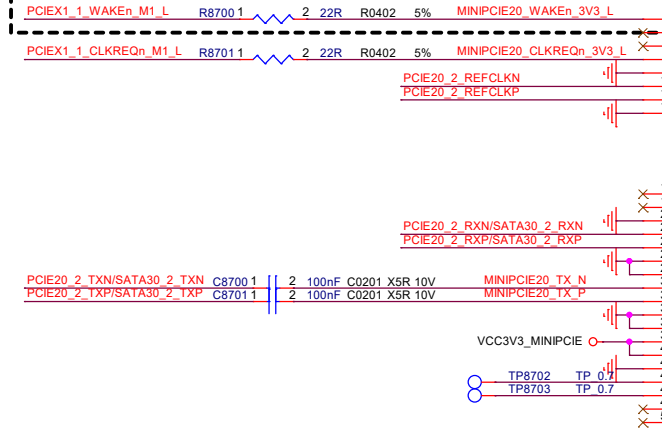 PCIEX1_1_WAKEn_M1_L R8700 1 2 22R R0402 5% MINIPCIE20_WAKEn_3V3_L
PCIEX1_1_CLKREQn_M1_L R8701 1 2 22R R0402 5% MINIPCIE20_CLKREQn_3V3_L
PCIE20_2_REFCLKN
PCIE20_2_REFCLKP
PCIE20_2_RXN/SATA30_2_RXN
PCIE20_2_RXP/SATA30_2_RXP
PCIE20_2_TXN/SATA30_2_TXN C8700 1 2 100nF C0201 X5R 10V MINIPCIE20_TX_N
PCIE20_2_TXP/SATA30_2_TXP C8701 1 2 100nF C0201 X5R 10V MINIPCIE20_TX_P
VCC3V3_MINIPCIE
TP8702 TP_0.7
TP8703 TP_0.7